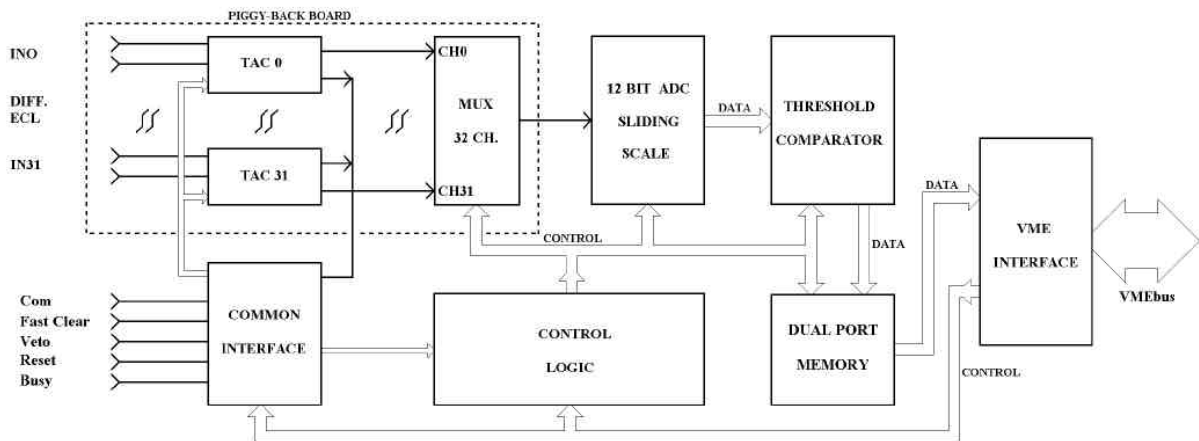 PIGGY-BACK BOARD
INO
DIFF.
ECL
IN31
TAC 0
TAC 31
CH0
MUX
32 CH.
CH31
12 BIT ADC
SLIDING
SCALE
DATA
THRESHOLD
COMPARATOR
CONTROL
DATA
DATA
VME
INTERFACE
VMEbus
Com
Fast Clear
Veto
Reset
Busy
COMMON
INTERFACE
CONTROL
LOGIC
DUAL PORT
MEMORY
CONTROL